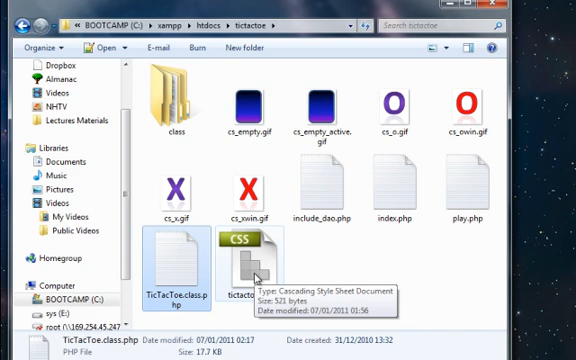 BOOTCAMP (C:) xampp htdocs tictactoe
Search tictactoe
Organize Open E-mail Burn New folder
Dropbox
Almanac
Videos
NHTV
Lectures Materials
Libraries
Documents
Music
Pictures
Videos
My Videos
Public Videos
Homegroup
Computer
BOOTCAMP (C:)
sys (E:)
root (\\169.254.247
class
cs_empty.gif
cs_empty_active.
gif
O
cs_o.gif
O
cs_owin.gif
X
cs_x.gif
X
cs_xwin.gif
include_dao.php
index.php
play.php
TicTacToe.class.p
hp
CSS
Type: Cascading Style Sheet Document
Size: 521 bytes
Date modified: 07/01/2011 01:56
TicTacToe.class.php Date modified: 07/01/2011 02:17 Date created: 31/12/2010 13:32
PHP File Size: 17.7 KB